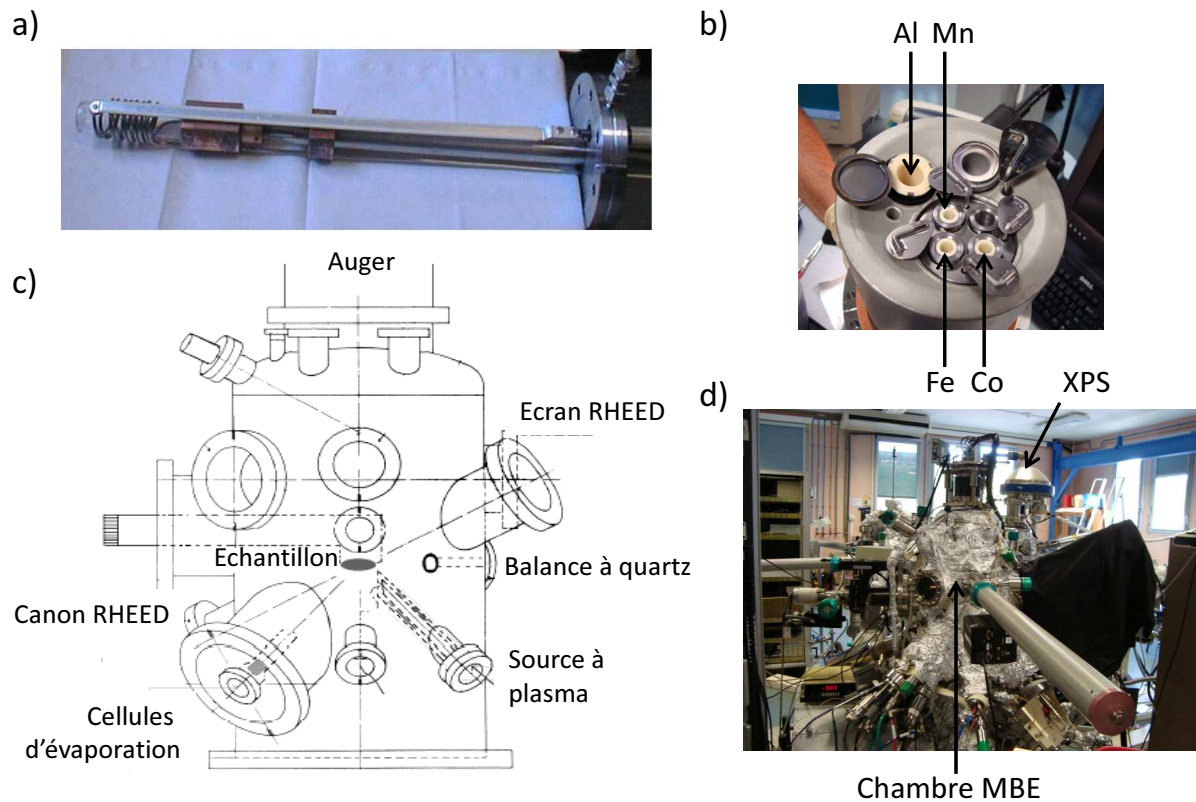 a)
b)
Al Mn
Fe Co
c)
Auger
Ecran RHEED
Echantillon
Balance à quartz
Canon RHEED
Source à
plasma
Cellules
d'évaporation
d)
XPS
Chambre MBE